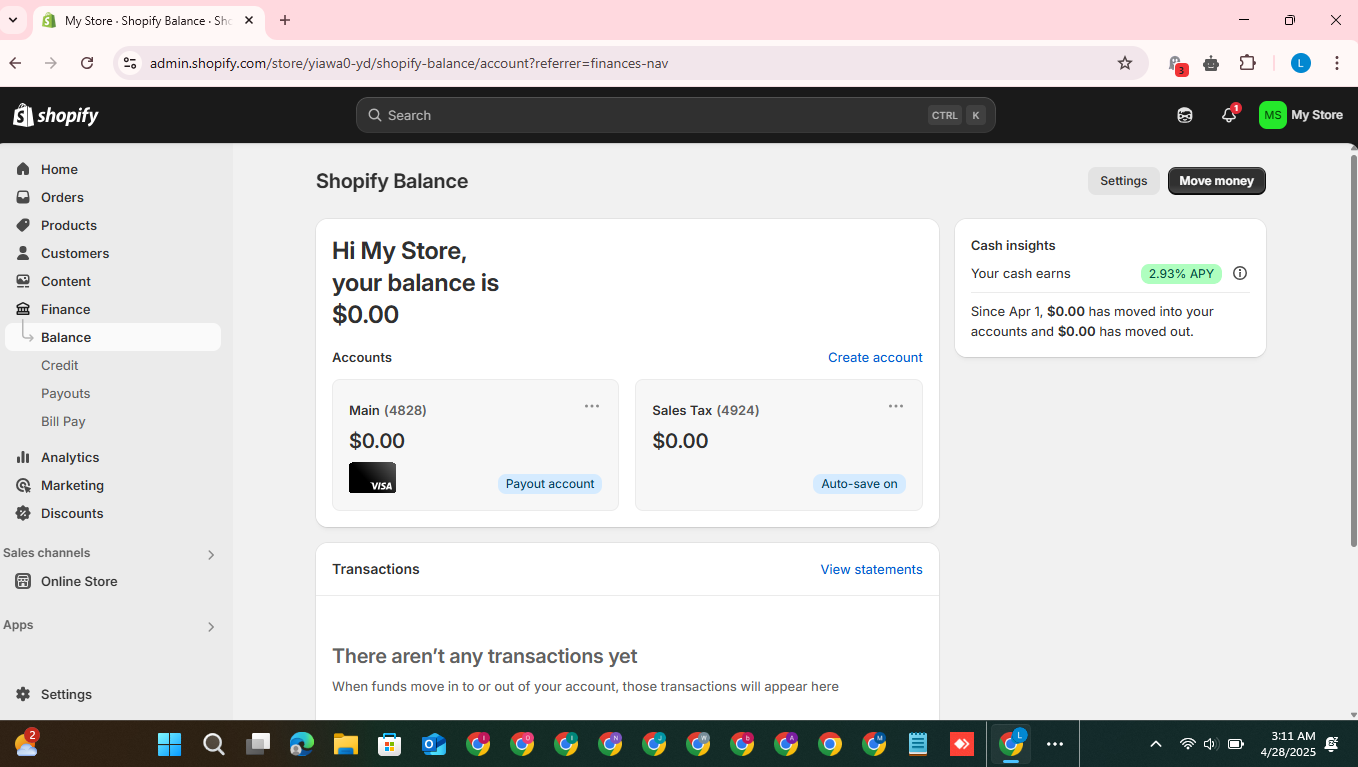 My Store · Shopify Balance · Sho
admin.shopify.com/store/yiawa0-yd/shopify-balance/account?referrer=finances-nav
3
L
shopify
Search
CTRL
K
1
MS
My Store
Home
Orders
Products
Customers
Content
Finance
Balance
Credit
Payouts
Bill Pay
Analytics
Marketing
Discounts
Sales channels
Online Store
Apps
Settings
Shopify Balance
Settings
Move money
Hi My Store,
your balance is
$0.00
Accounts
Create account
Main (4828)
$0.00
VISA
Payout account
Sales Tax (4924)
$0.00
Auto-save on
Cash insights
Your cash earns
2.93% APY
Since Apr 1, $0.00 has moved into your
accounts and $0.00 has moved out.
Transactions
View statements
There aren’t any transactions yet
When funds move in to or out of your account, those transactions will appear here
2
3:11 AM
4/28/2025